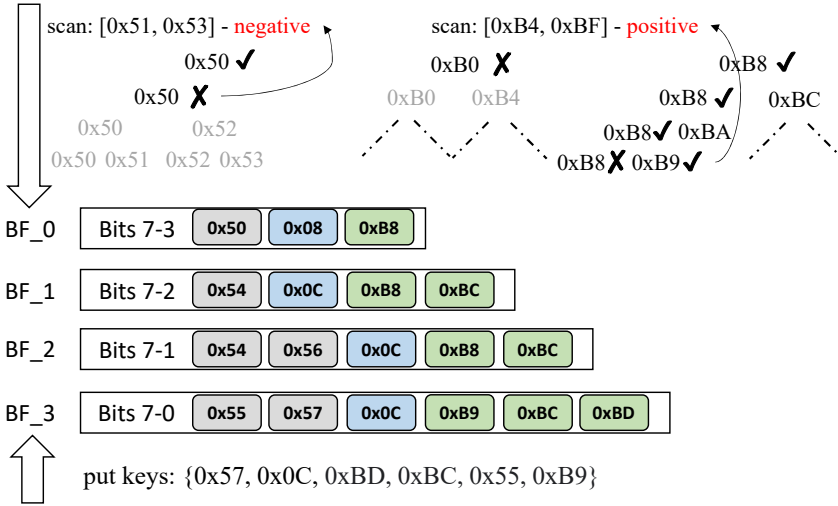 scan: [0x51, 0x53] - negative
0x50 ✓
0x50 ✗
0x50 0x52
0x50 0x51 0x52 0x53
scan: [0xB4, 0xBF] - positive
0xB0 ✗ 0xB8 ✓
0xB0 0xB4 0xB8 ✓ 0xBC
0xB8 ✓ 0xBA
0xB8 ✗ 0xB9 ✓
BF_0 Bits 7-3 0x50 0x08 0xB8
BF_1 Bits 7-2 0x54 0x0C 0xB8 0xBC
BF_2 Bits 7-1 0x54 0x56 0x0C 0xB8 0xBC
BF_3 Bits 7-0 0x55 0x57 0x0C 0xB9 0xBC 0xBD
put keys: {0x57, 0x0C, 0xBD, 0xBC, 0x55, 0xB9}